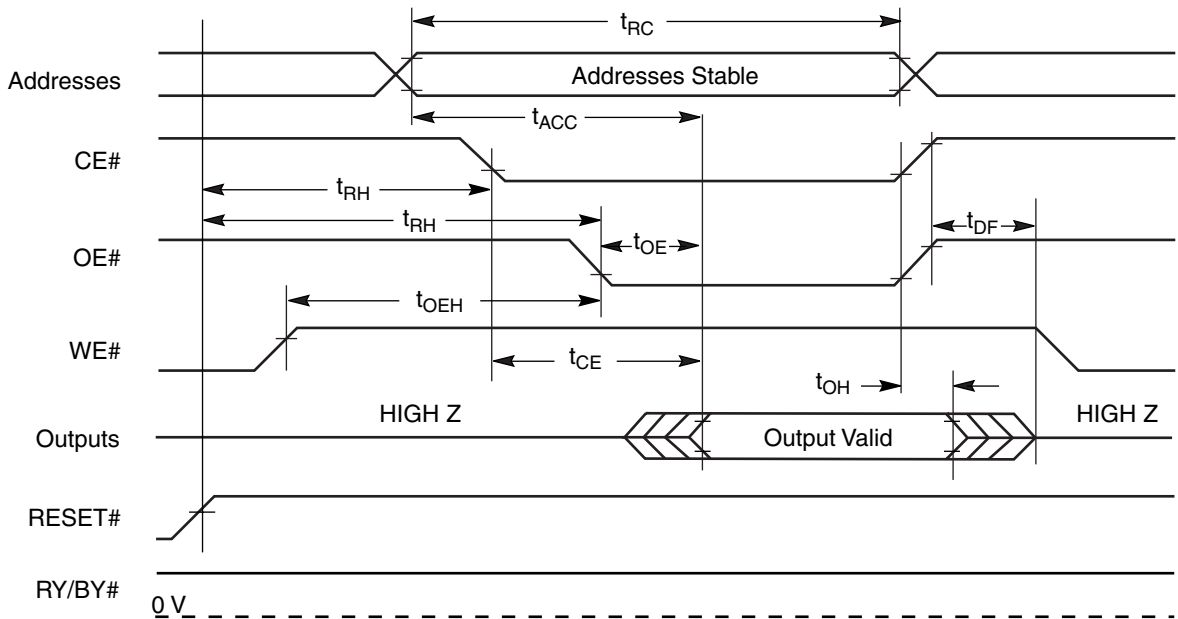 tRC
Addresses
Addresses Stable
tACC
CE#
tRH
tRH
tDF
OE#
tOE
tOEH
WE#
tCE
tOH
HIGH Z
HIGH Z
Outputs
Output Valid
RESET#
RY/BY#
0 V